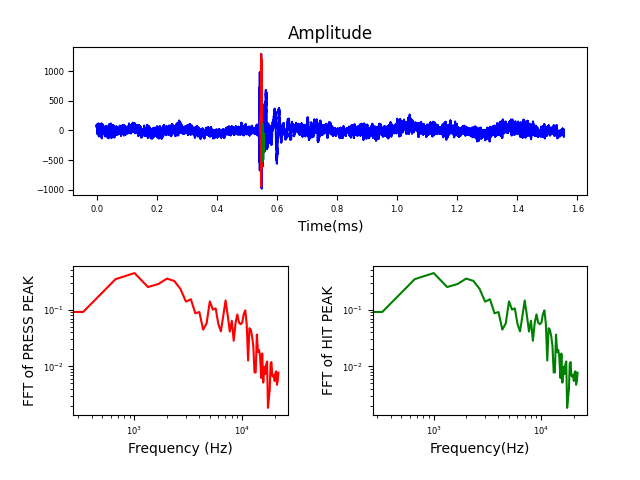 Amplitude
1000
500
0
−500
−1000
0.0 0.2 0.4 0.6 0.8 1.0 1.2 1.4 1.6
Time(ms)
FFT of PRESS PEAK
10⁻¹
10⁻²
10³ 10⁴
Frequency (Hz)
FFT of HIT PEAK
10⁻¹
10⁻²
10³ 10⁴
Frequency(Hz)